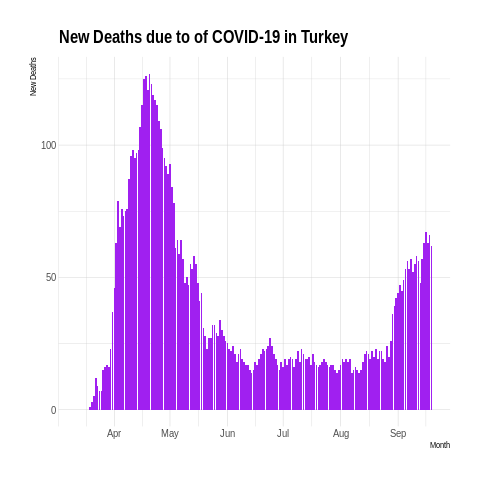 New Deaths due to of COVID-19 in Turkey
New Deaths
100
50
0
Apr May Jun Jul Aug Sep
Month